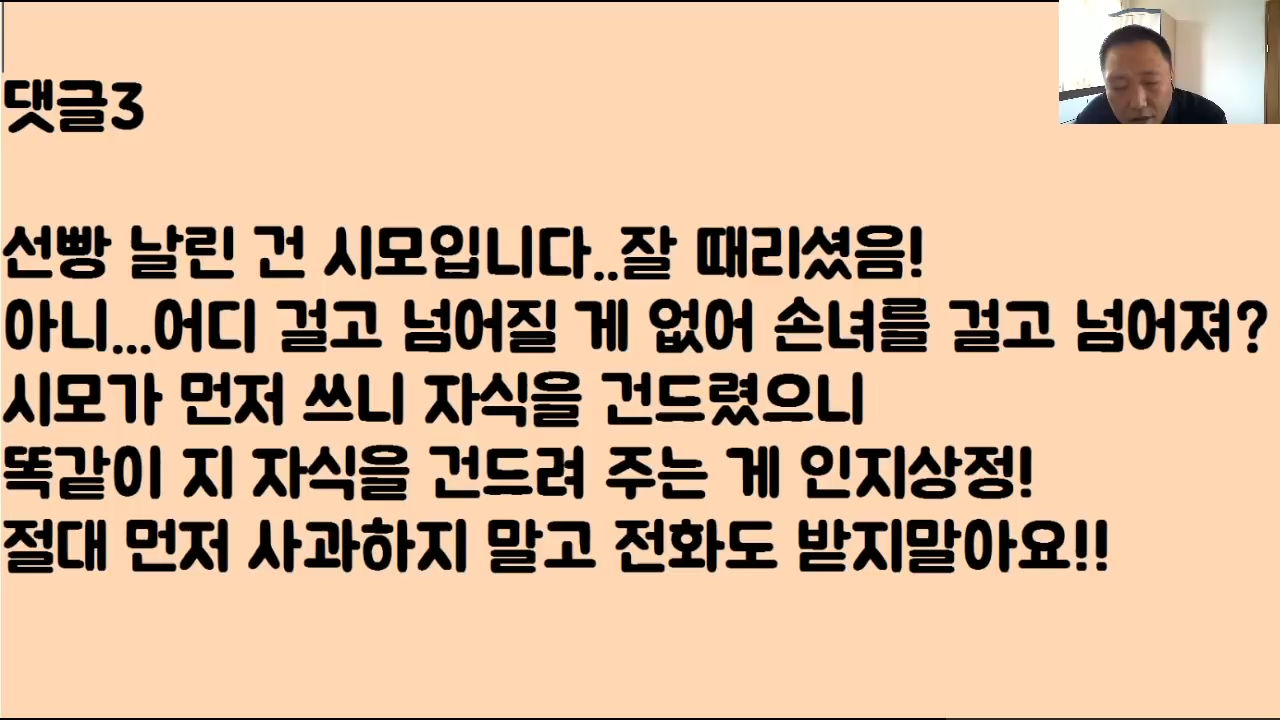 댓글3
선빵 날린 건 시모입니다..잘 때리셨음!
아니...어디 걸고 넘어질 게 없어 손녀를 걸고 넘어져?
시모가 먼저 쓰니 자식을 건드렸으니
똑같이 지 자식을 건드려 주는 게 인지상정!
절대 먼저 사과하지 말고 전화도 받지말아요!!